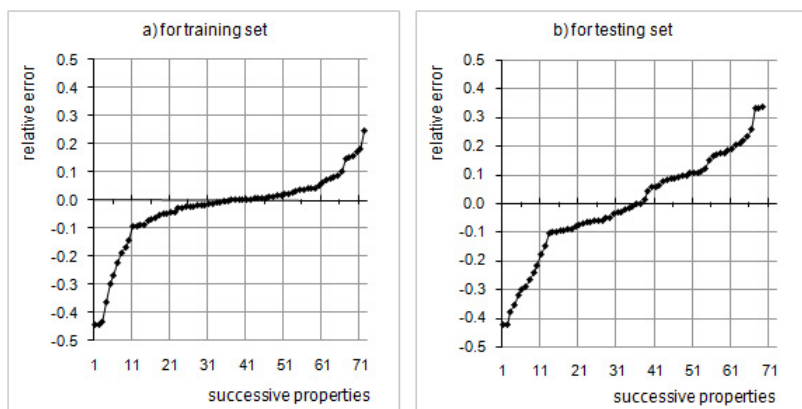 a) for training set
relative error
0.5
0.4
0.3
0.2
0.1
0.0
-0.1
-0.2
-0.3
-0.4
-0.5
1 11 21 31 41 51 61 71
successive properties
b) for testing set
relative error
0.5
0.4
0.3
0.2
0.1
0.0
-0.1
-0.2
-0.3
-0.4
-0.5
1 11 21 31 41 51 61 71
successive properties